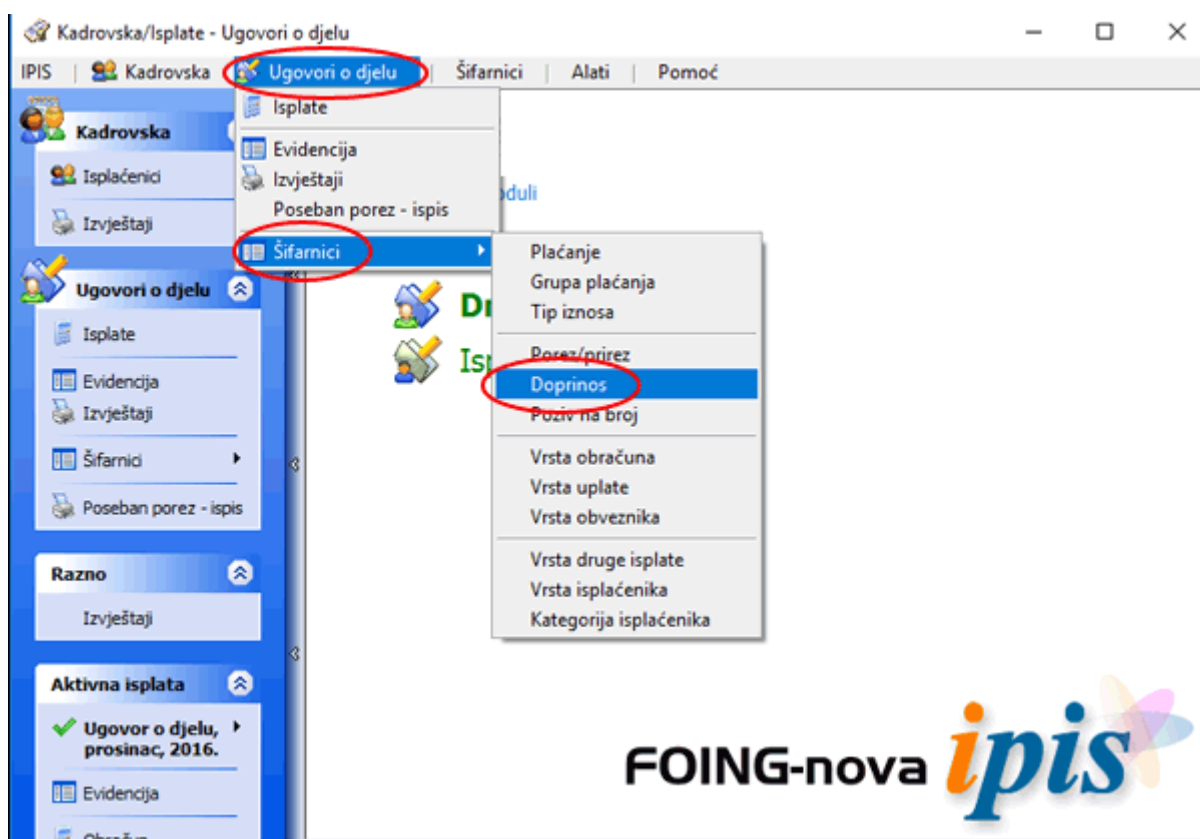 Kadrovska/Isplate - Ugovori o djelu
IPIS | Kadrovska | Ugovori o djelu | Šifarnici | Alati | Pomoć
Isplate
Evidencija
Izvještaji
Poseban porez - ispis
Šifarnici
Plaćanje
Grupa plaćanja
Tip iznosa
Porez/prirez
Doprinos
Poziv na broj
Vrsta obračuna
Vrsta uplate
Vrsta obveznika
Vrsta druge isplate
Vrsta isplaćenika
Kategorija isplaćenika
Kadrovska
Isplaćenici
Izvještaji
Ugovori o djelu
Isplate
Evidencija
Izvještaji
Šifarnici
Poseban porez - ispis
Razno
Izvještaji
Aktivna isplata
Ugovor o djelu,
prosinac, 2016.
Evidencija
Obračun
FOING-nova ipis